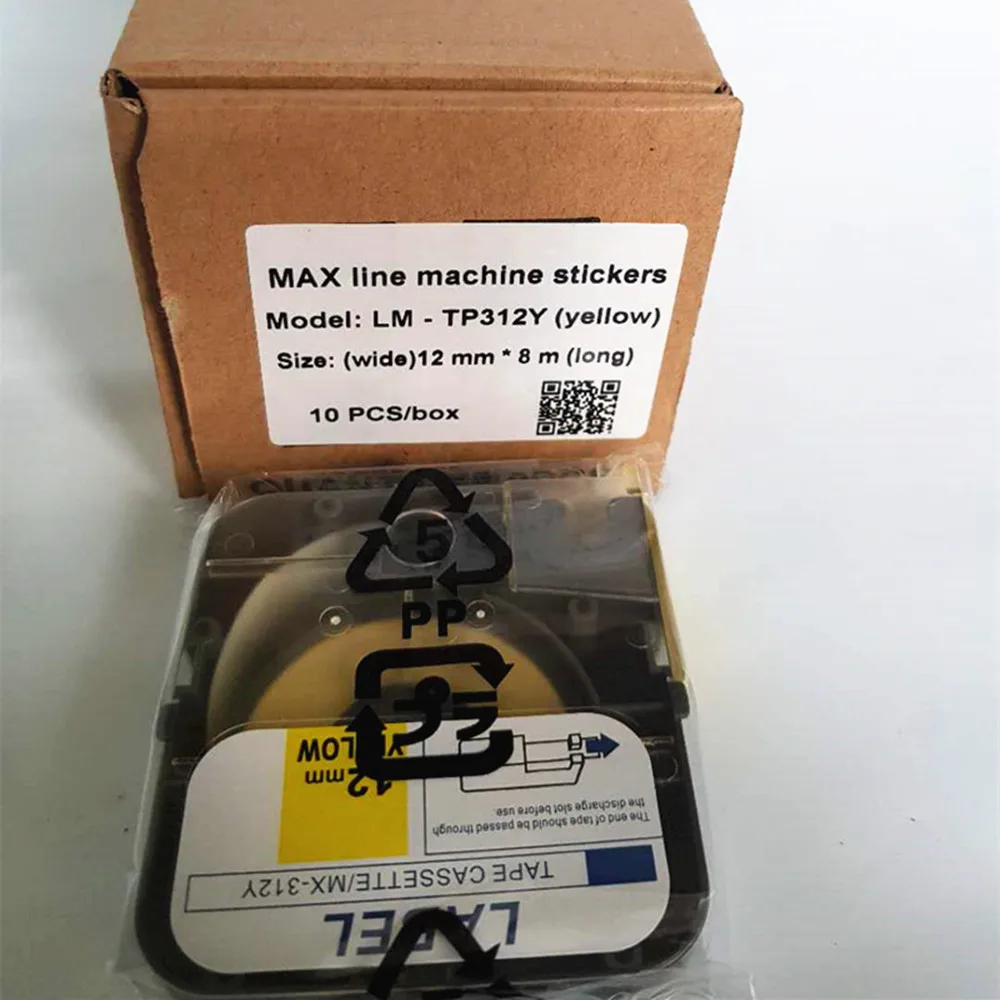 MAX line machine stickers
Model: LM - TP312Y (yellow)
Size: (wide)12 mm * 8 m (long)
10 PCS/box
5
PP
LABEL
TAPE CASSETTE/MX-312Y
12mm
YELLOW
The end of tape should be passed through
the discharge slot before use.